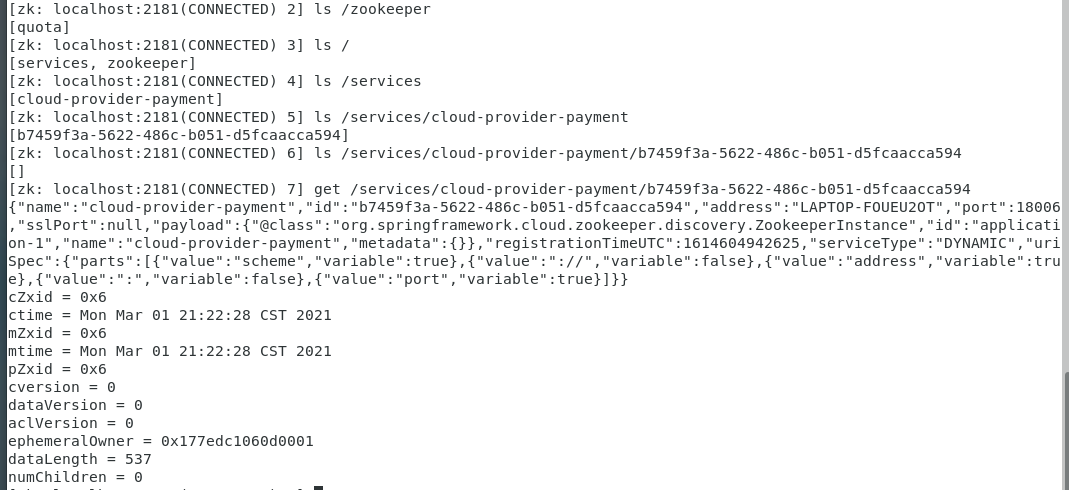 [zk: localhost:2181(CONNECTED) 2] ls /zookeeper
[quota]
[zk: localhost:2181(CONNECTED) 3] ls /
[services, zookeeper]
[zk: localhost:2181(CONNECTED) 4] ls /services
[cloud-provider-payment]
[zk: localhost:2181(CONNECTED) 5] ls /services/cloud-provider-payment
[b7459f3a-5622-486c-b051-d5fcaacca594]
[zk: localhost:2181(CONNECTED) 6] ls /services/cloud-provider-payment/b7459f3a-5622-486c-b051-d5fcaacca594
[]
[zk: localhost:2181(CONNECTED) 7] get /services/cloud-provider-payment/b7459f3a-5622-486c-b051-d5fcaacca594
{"name":"cloud-provider-payment","id":"b7459f3a-5622-486c-b051-d5fcaacca594","address":"LAPTOP-FOUEU2OT","port":18006
,"sslPort":null,"payload":{"@class":"org.springframework.cloud.zookeeper.discovery.ZookeeperInstance","id":"applicati
on-1","name":"cloud-provider-payment","metadata":{}},"registrationTimeUTC":1614604942625,"serviceType":"DYNAMIC","uri
Spec":{"parts":[{"value":"scheme","variable":true},{"value":"://","variable":false},{"value":"address","variable":tru
e},{"value":":","variable":false},{"value":"port","variable":true}]}}
cZxid = 0x6
ctime = Mon Mar 01 21:22:28 CST 2021
mZxid = 0x6
mtime = Mon Mar 01 21:22:28 CST 2021
pZxid = 0x6
cversion = 0
dataVersion = 0
aclVersion = 0
ephemeralOwner = 0x177edc1060d0001
dataLength = 537
numChildren = 0